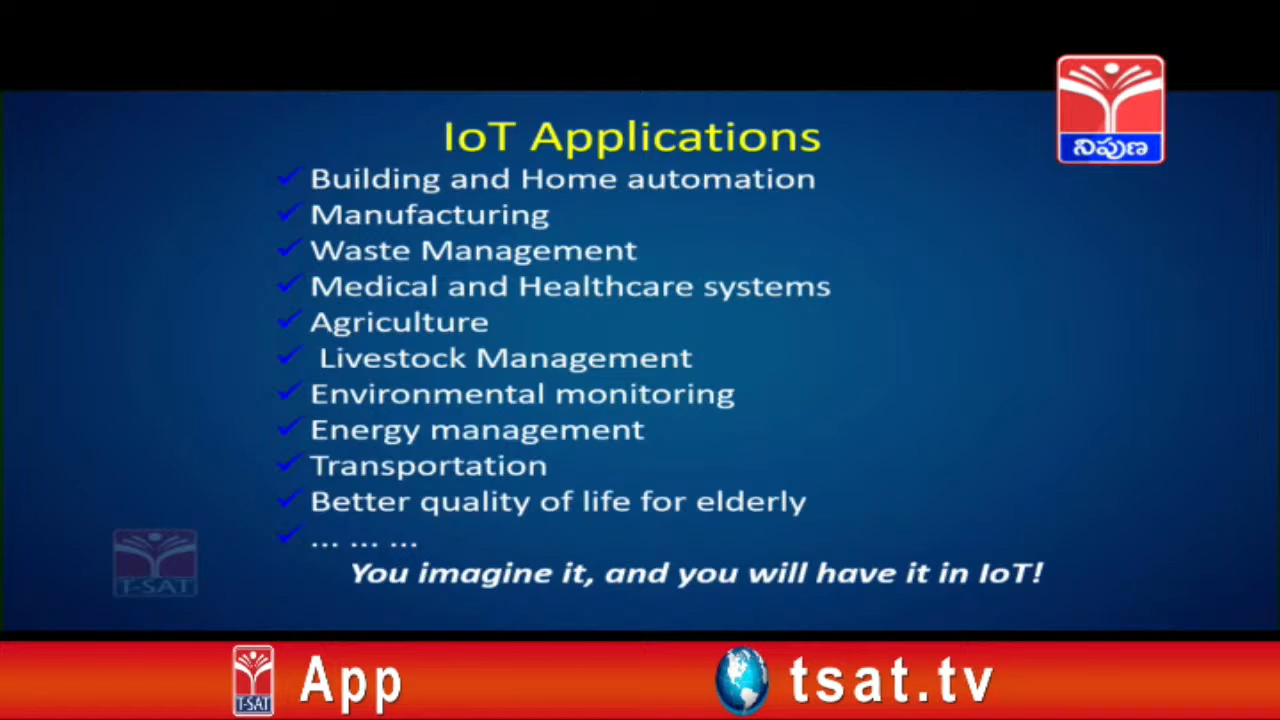 నిపుణ
IoT Applications
✓ Building and Home automation
✓ Manufacturing
✓ Waste Management
✓ Medical and Healthcare systems
✓ Agriculture
✓ Livestock Management
✓ Environmental monitoring
✓ Energy management
✓ Transportation
✓ Better quality of life for elderly
✓ ... ... ...
You imagine it, and you will have it in IoT!
T-SAT
T-SAT
App
tsat.tv